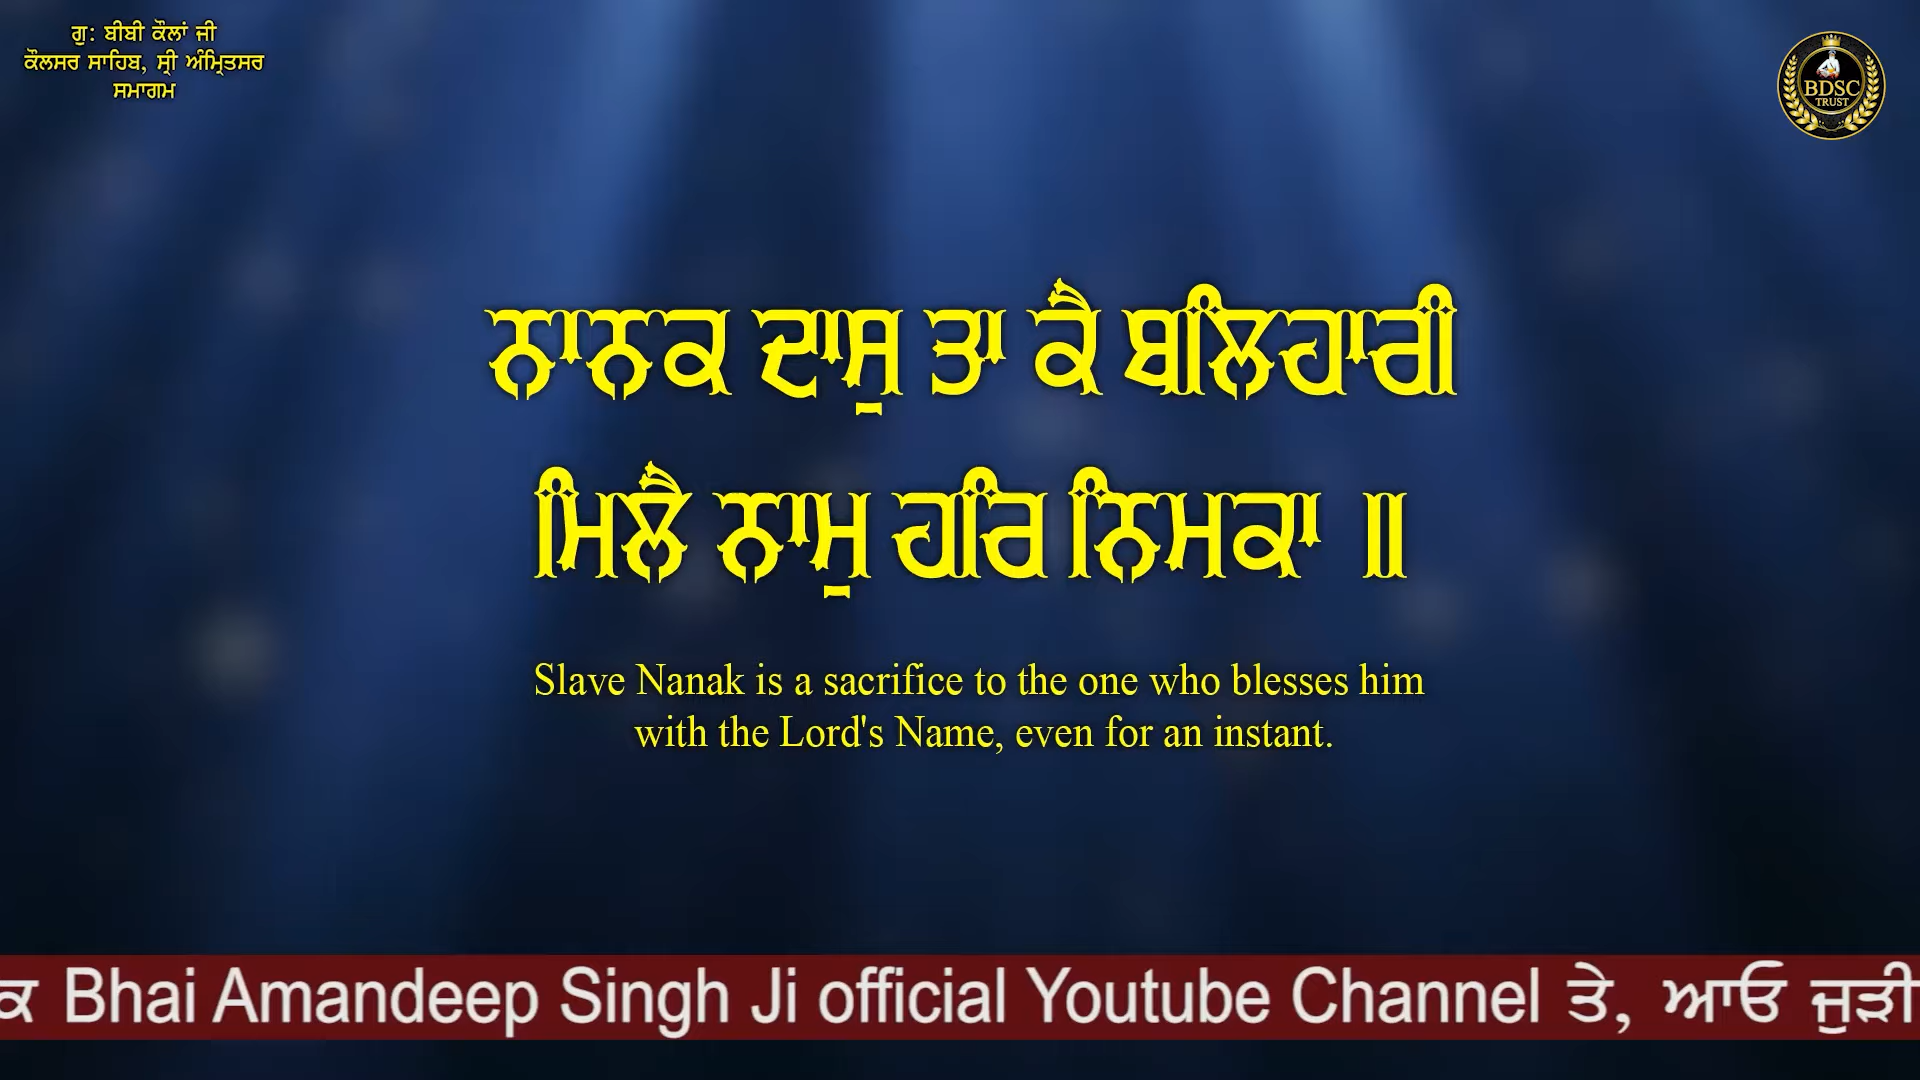 ਗੁ: ਬੀਬੀ ਕੌਲਾਂ ਜੀ
ਕੌਲਸਰ ਸਾਹਿਬ, ਸ੍ਰੀ ਅੰਮ੍ਰਿਤਸਰ
ਸਮਾਗਮ
BDSC
TRUST
ਨਾਨਕ ਦਾਸੁ ਤਾ ਕੈ ਬਲਿਹਾਰੀ
ਮਿਲੈ ਨਾਮੁ ਹਰਿ ਨਿਮਕਾ ॥
Slave Nanak is a sacrifice to the one who blesses him
with the Lord's Name, even for an instant.
ਕ Bhai Amandeep Singh Ji official Youtube Channel ਤੇ, ਆਓ ਜੁੜੀ